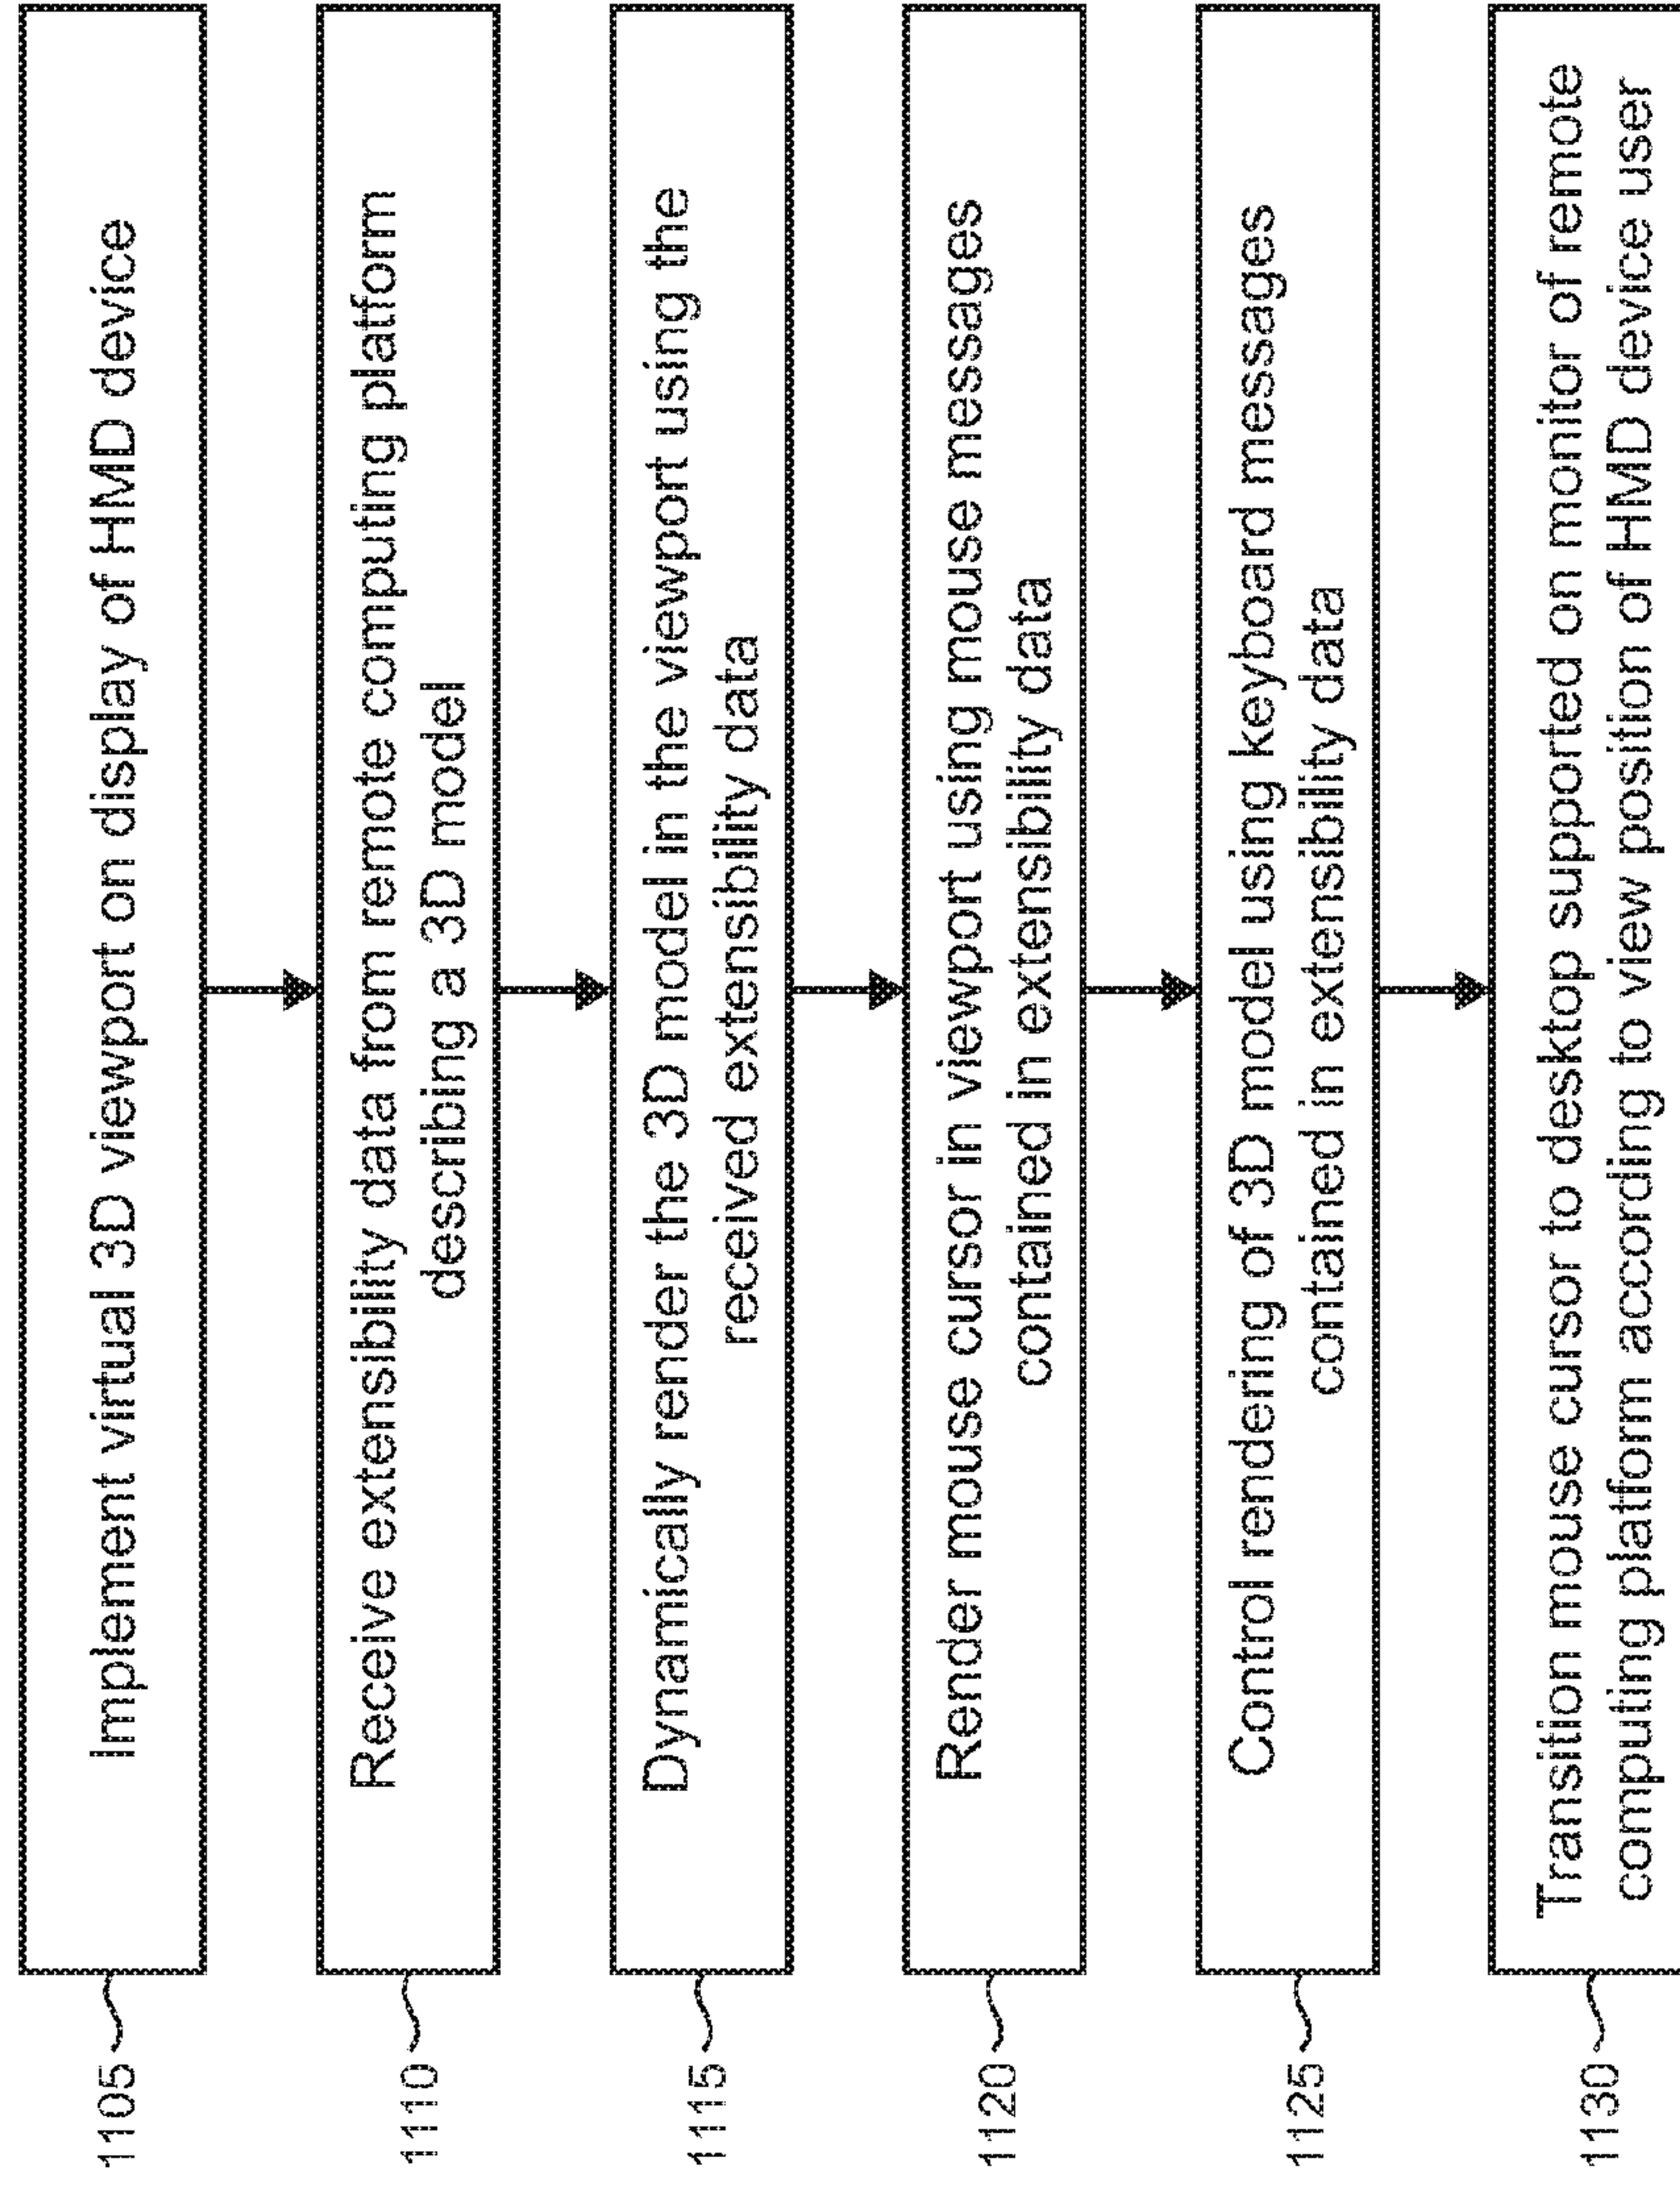 1105
Implement virtual 3D viewport on display of HMD device
1110
Receive extensibility data from remote computing platform
describing a 3D model
1115
Dynamically render the 3D model in the viewport using the
received extensibility data
1120
Render mouse cursor in viewport using mouse messages
contained in extensibility data
1125
Control rendering of 3D model using keyboard messages
contained in extensibility data
1130
Transition mouse cursor to desktop supported on monitor of remote
computing platform according to view position of HMD device user